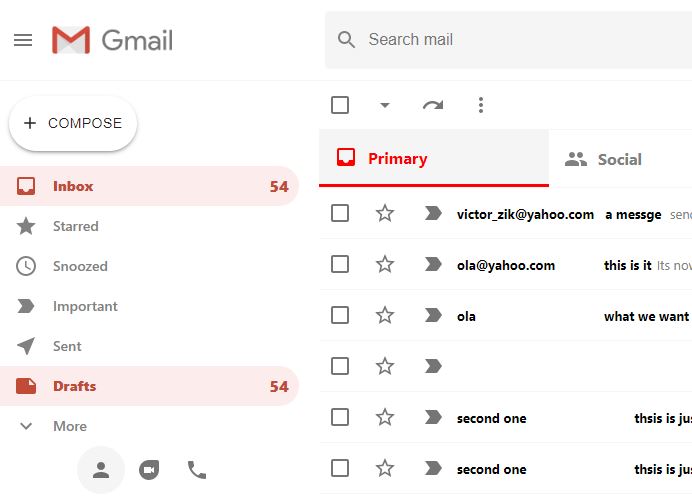 Gmail
Search mail
COMPOSE
Inbox 54
Starred
Snoozed
Important
Sent
Drafts 54
More
Primary
Social
victor_zik@yahoo.com a messge
ola@yahoo.com this is it Its now
ola what we want
second one thsis is jus
second one thsis is jus